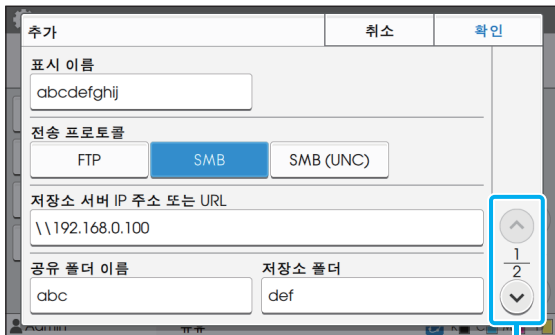 추가 취소 확인
표시 이름
abcdefghij
전송 프로토콜
FTP SMB SMB (UNC)
저장소 서버 IP 주소 또는 URL
\\192.168.0.100
1
2
공유 폴더 이름 저장소 폴더
abc def
Admin